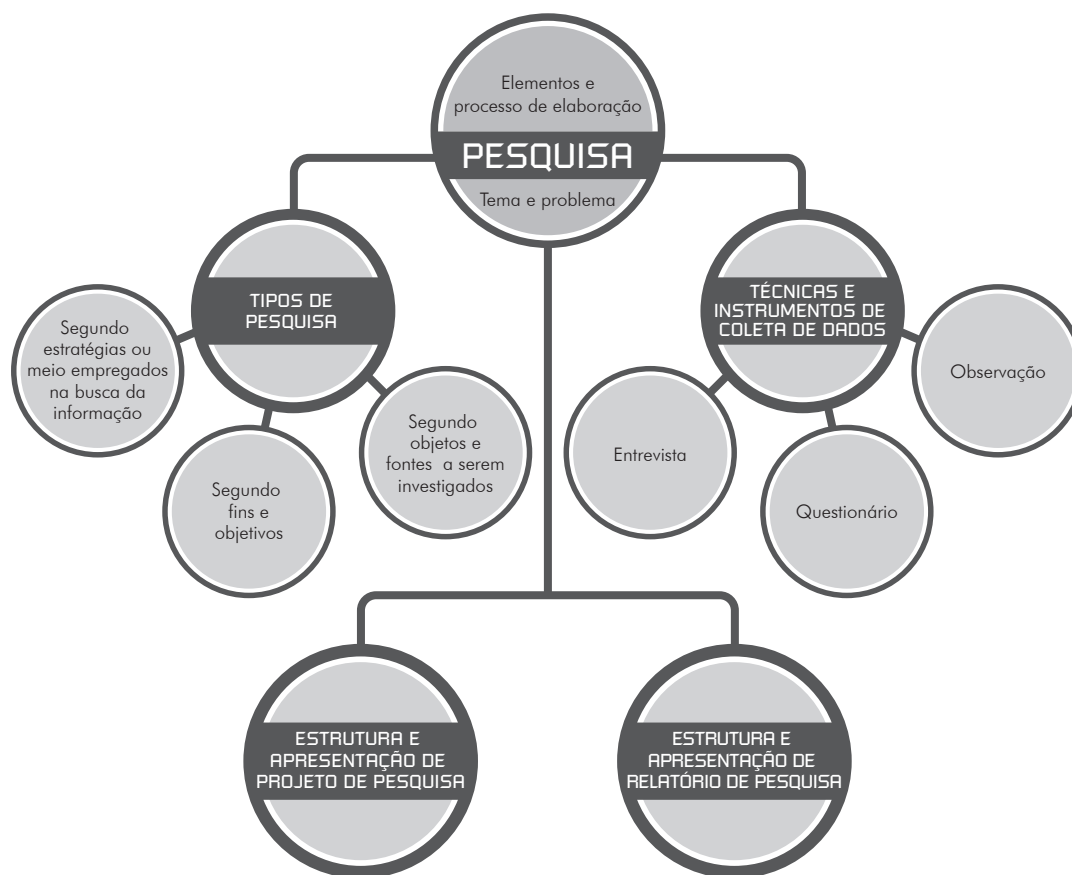 Elementos e
processo de elaboração
PESQUISA
Tema e problema
TIPOS DE
PESQUISA
Segundo
estratégias ou
meio empregados
na busca da
informação
Segundo
fins e
objetivos
Segundo
objetos e
fontes a serem
investigados
TÉCNICAS E
INSTRUMENTOS DE
COLETA DE DADOS
Entrevista
Questionário
Observação
ESTRUTURA E
APRESENTAÇÃO DE
PROJETO DE PESQUISA
ESTRUTURA E
APRESENTAÇÃO DE
RELATÓRIO DE PESQUISA